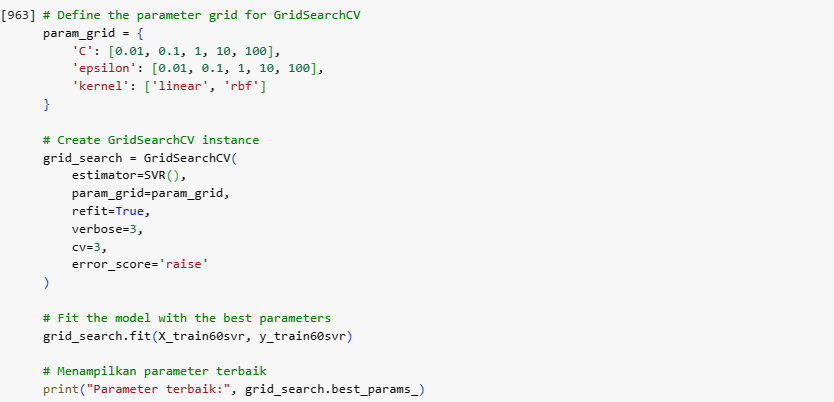 [963] # Define the parameter grid for GridSearchCV
param_grid = {
    'C': [0.01, 0.1, 1, 10, 100],
    'epsilon': [0.01, 0.1, 1, 10, 100],
    'kernel': ['linear', 'rbf']
}

# Create GridSearchCV instance
grid_search = GridSearchCV(
    estimator=SVR(),
    param_grid=param_grid,
    refit=True,
    verbose=3,
    cv=3,
    error_score='raise'
)

# Fit the model with the best parameters
grid_search.fit(X_train60svr, y_train60svr)

# Menampilkan parameter terbaik
print("Parameter terbaik:", grid_search.best_params_)